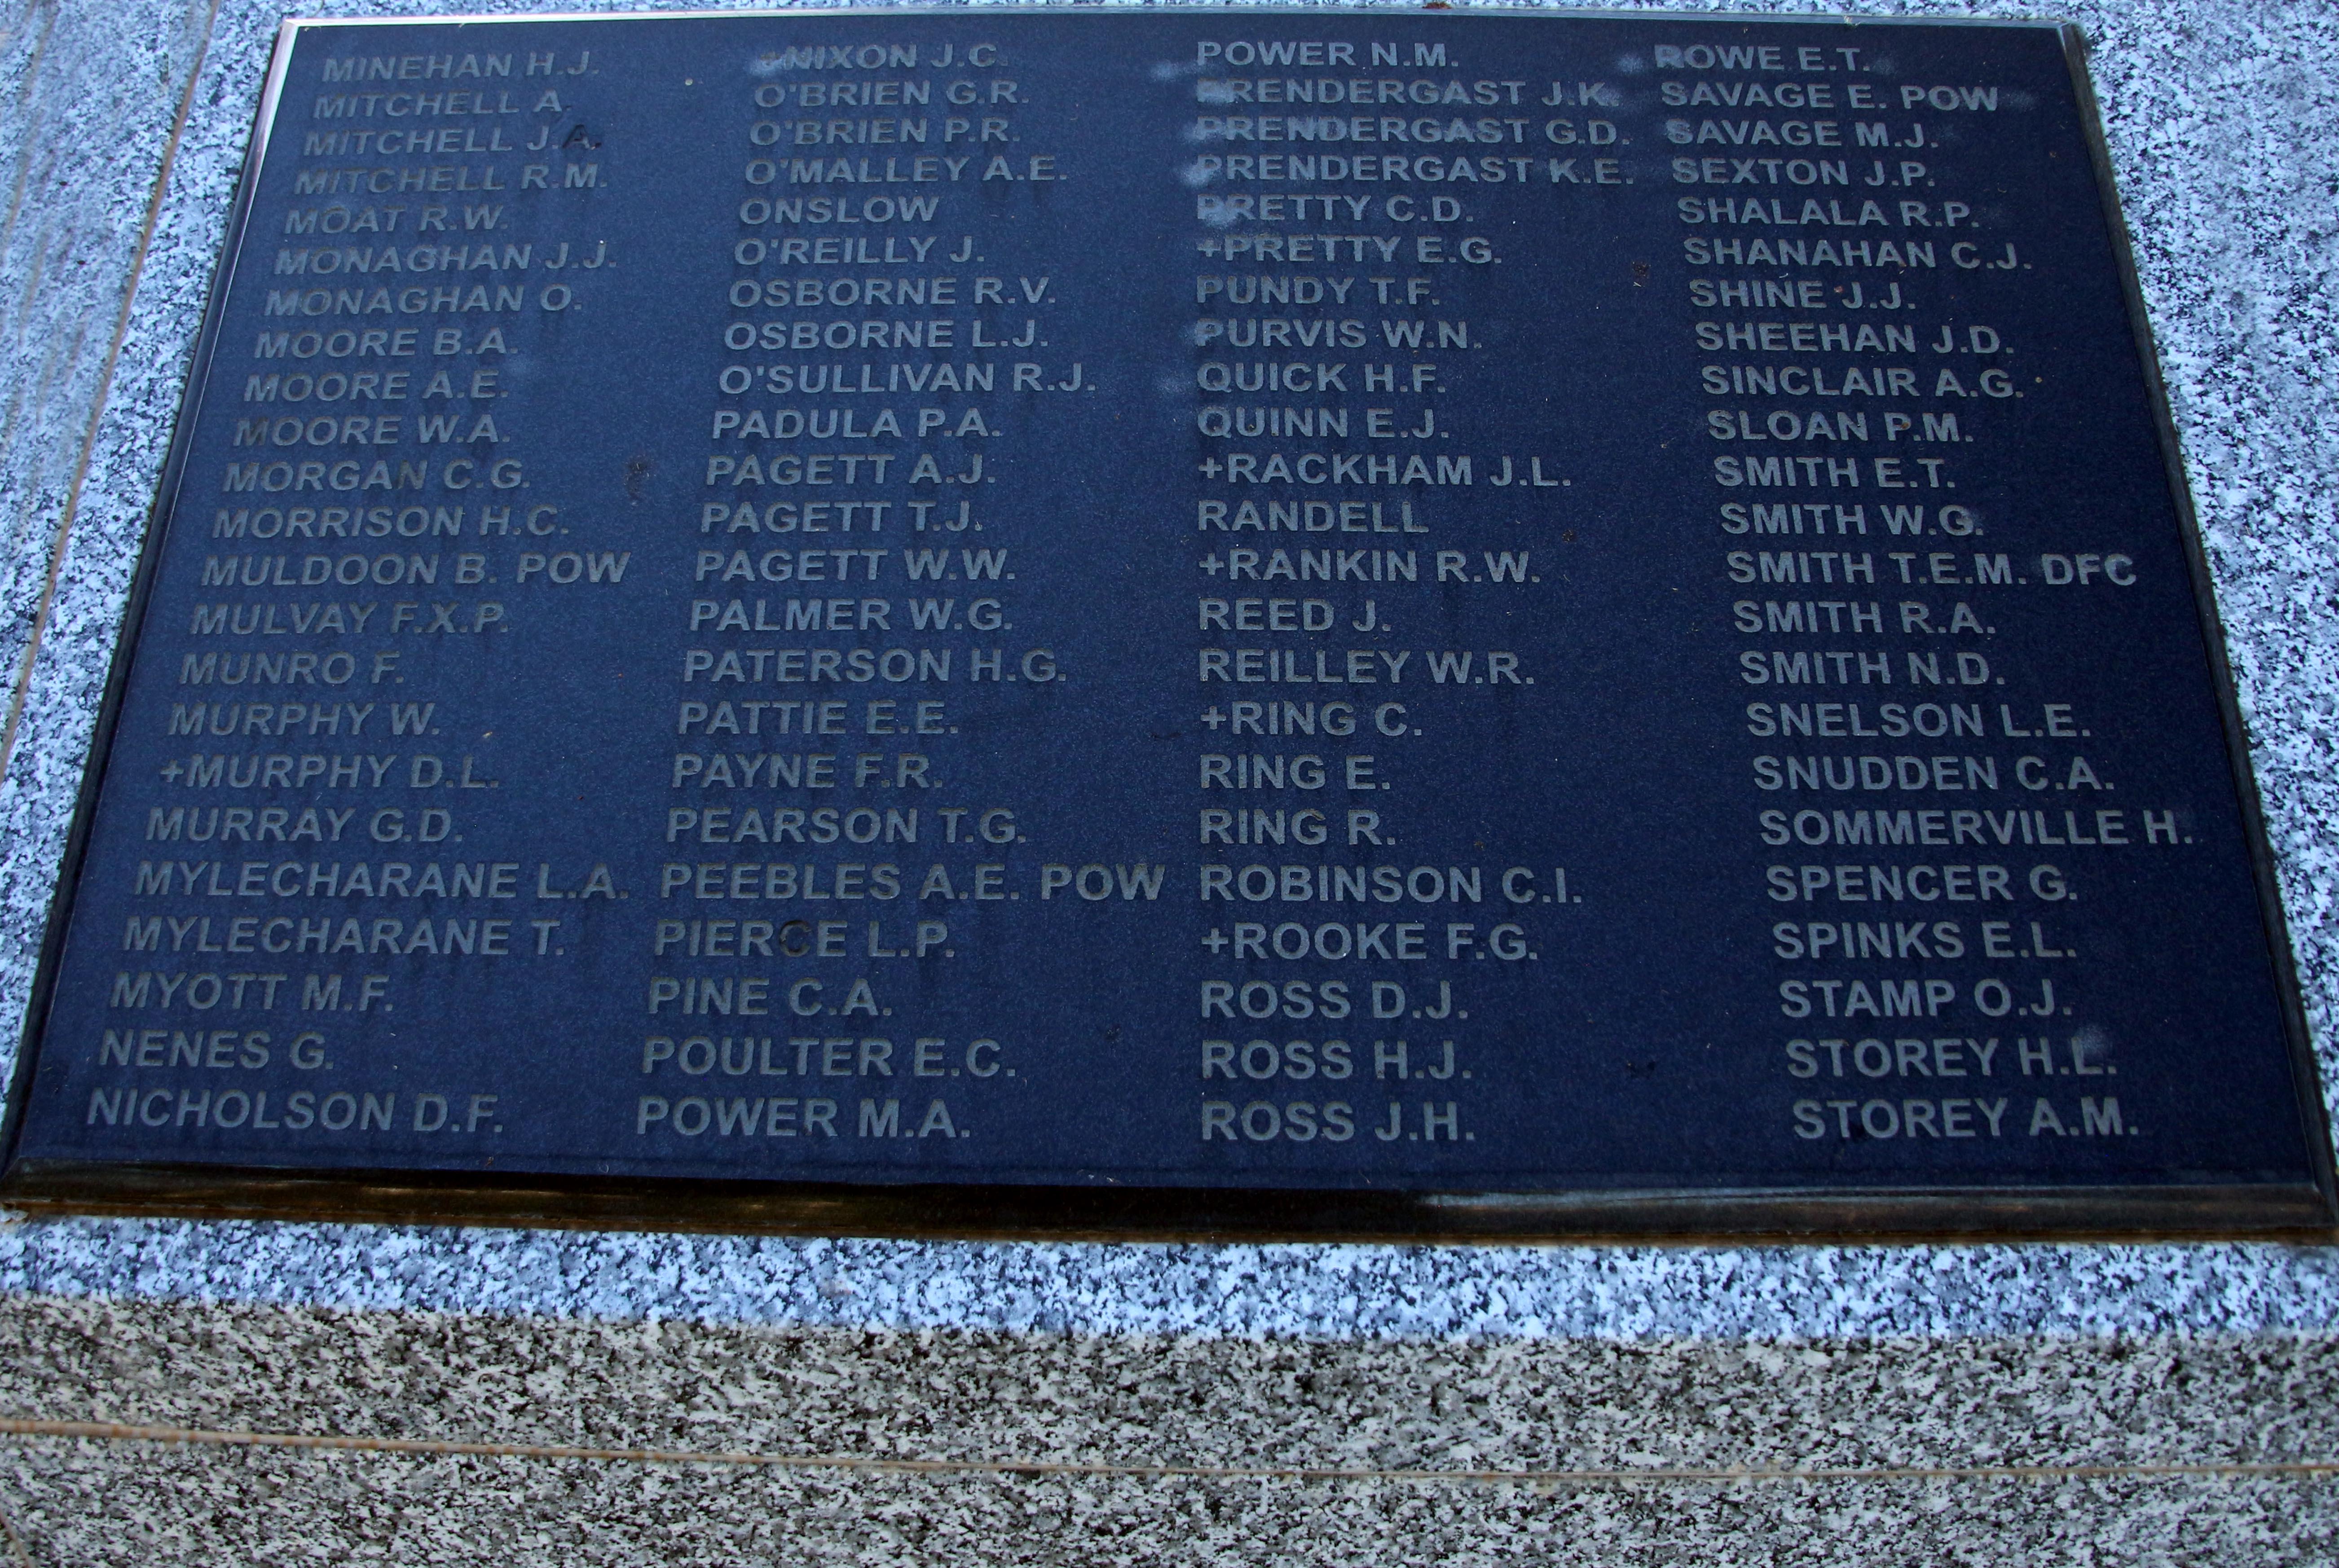 MINEHAN H.J.
MITCHELL A.
MITCHELL J.A.
MITCHELL R.M.
MOAT R.W.
MONAGHAN J.J.
MONAGHAN O.
MOORE B.A.
MOORE A.E.
MOORE W.A.
MORGAN C.G.
MORRISON H.C.
MULDOON B. POW
MULVAY F.X.P.
MUNRO F.
MURPHY W.
+MURPHY D.L.
MURRAY G.D.
MYLECHARANE L.A.
MYLECHARANE T.
MYOTT M.F.
NENES G.
NICHOLSON D.F.
+NIXON J.C.
O'BRIEN G.R.
O'BRIEN P.R.
O'MALLEY A.E.
ONSLOW
O'REILLY J.
OSBORNE R.V.
OSBORNE L.J.
O'SULLIVAN R.J.
PADULA P.A.
PAGETT A.J.
PAGETT T.J.
PAGETT W.W.
PALMER W.G.
PATERSON H.G.
PATTIE E.E.
PAYNE F.R.
PEARSON T.G.
PEEBLES A.E. POW
PIERCE L.P.
PINE C.A.
POULTER E.C.
POWER M.A.
POWER N.M.
PRENDERGAST J.K.
PRENDERGAST G.D.
PRENDERGAST K.E.
PRETTY C.D.
+PRETTY E.G.
PUNDY T.F.
PURVIS W.N.
QUICK H.F.
QUINN E.J.
+RACKHAM J.L.
RANDELL
+RANKIN R.W.
REED J.
REILLEY W.R.
+RING C.
RING E.
RING R.
ROBINSON C.I.
+ROOKE F.G.
ROSS D.J.
ROSS H.J.
ROSS J.H.
ROWE E.T.
SAVAGE E. POW
SAVAGE M.J.
SEXTON J.P.
SHALALA R.P.
SHANAHAN C.J.
SHINE J.J.
SHEEHAN J.D.
SINCLAIR A.G.
SLOAN P.M.
SMITH E.T.
SMITH W.G.
SMITH T.E.M. DFC
SMITH R.A.
SMITH N.D.
SNELSON L.E.
SNUDDEN C.A.
SOMMERVILLE H.
SPENCER G.
SPINKS E.L.
STAMP O.J.
STOREY H.L.
STOREY A.M.